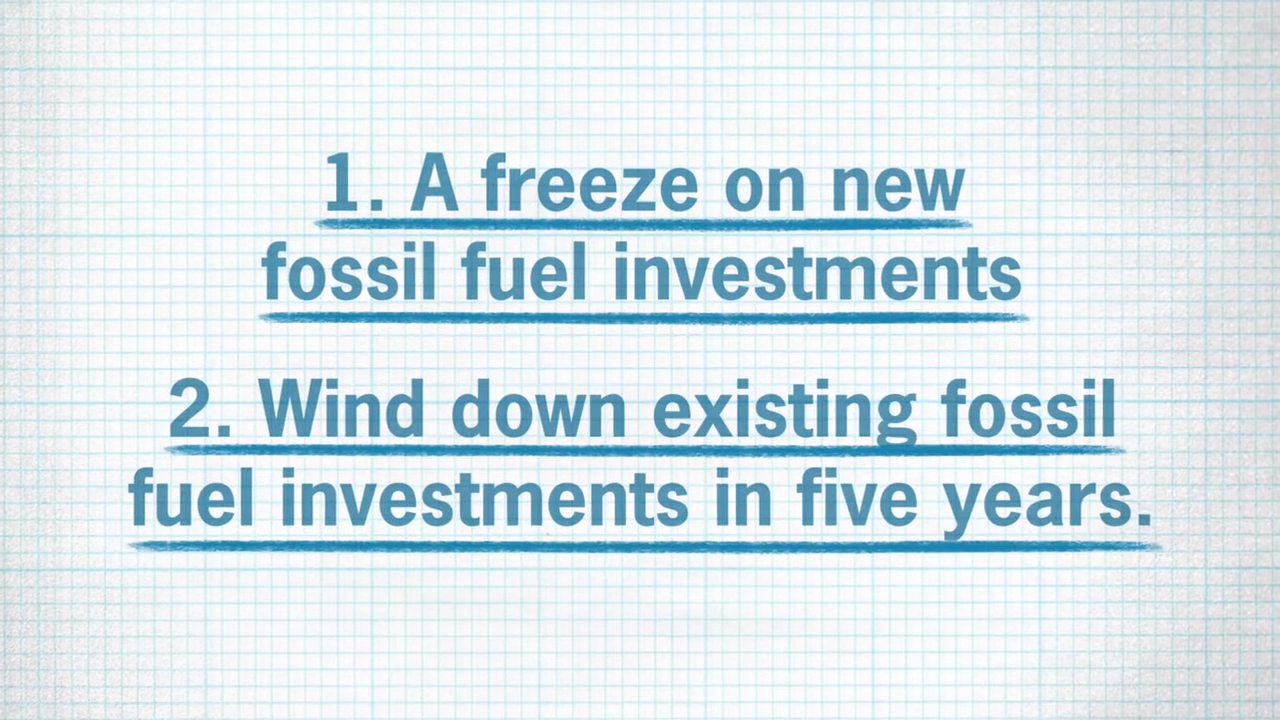 1. A freeze on new
fossil fuel investments
2. Wind down existing fossil
fuel investments in five years.